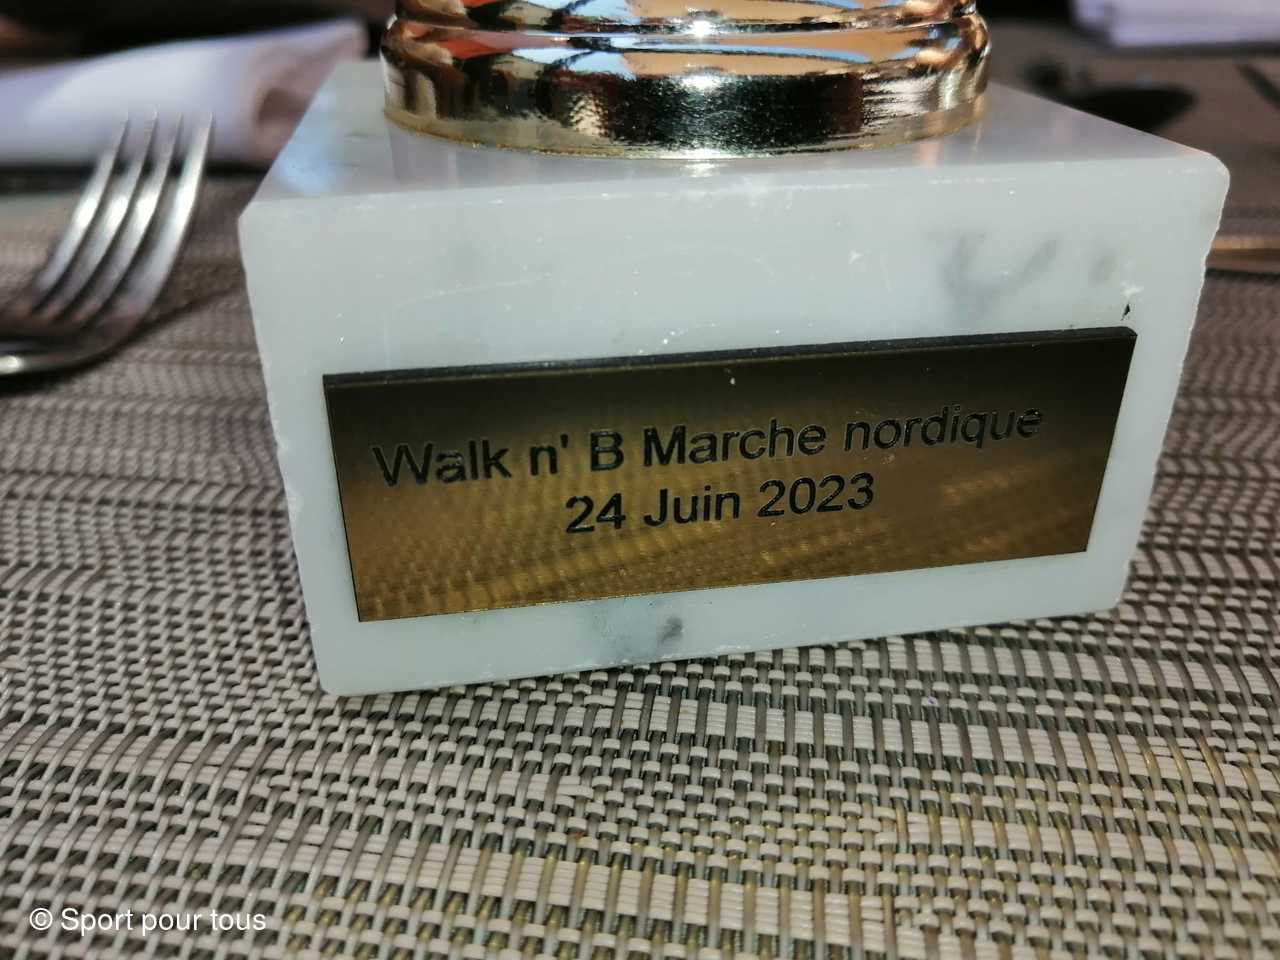 Walk n' B Marche nordique
24 Juin 2023
© Sport pour tous